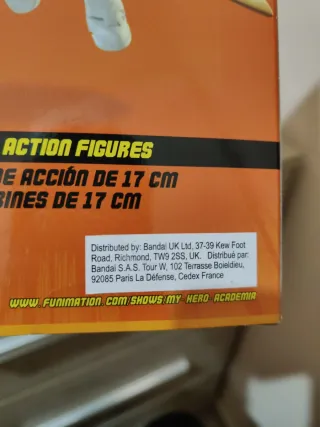 ACTION FIGURES
DE ACCIÓN DE 17 CM
RINES DE 17 CM
Distributed by: Bandai UK Ltd, 37-39 Kew Foot
Road, Richmond, TW9 2SS, UK. Distribué par:
Bandai S.A.S. Tour W, 102 Terrasse Boieldieu,
92085 Paris La Défense, Cedex France
WWW.FUNIMATION.COM/SHOWS/MY-HERO-ACADEMIA